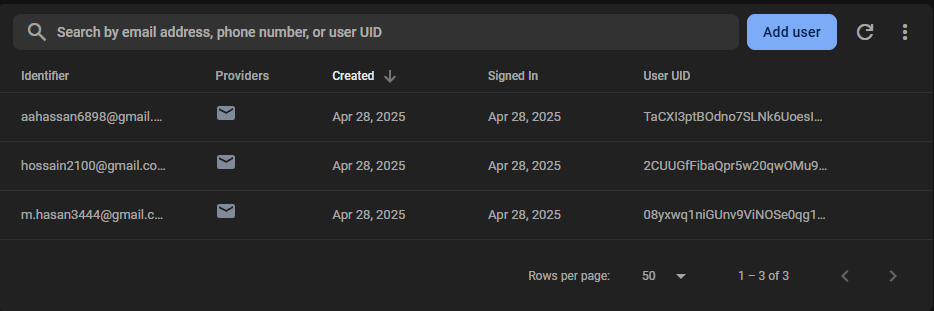 Search by email address, phone number, or user UID
Add user
Identifier Providers Created Signed In User UID
aahassan6898@gmail.... Apr 28, 2025 Apr 28, 2025 TaCXI3ptBOdno7SLNk6UoesI...
hossain2100@gmail.co... Apr 28, 2025 Apr 28, 2025 2CUUGfFibaQpr5w20qwOMu9...
m.hasan3444@gmail.c... Apr 28, 2025 Apr 28, 2025 08yxwq1niGUnv9ViNOSe0qg1...
Rows per page: 50 1 – 3 of 3